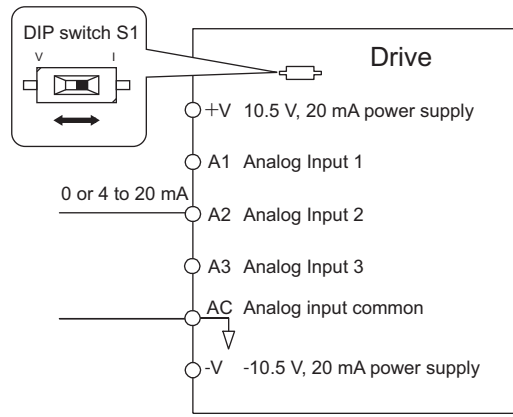 DIP switch S1
V I
Drive
+V 10.5 V, 20 mA power supply
A1 Analog Input 1
0 or 4 to 20 mA
A2 Analog Input 2
A3 Analog Input 3
AC Analog input common
-V -10.5 V, 20 mA power supply